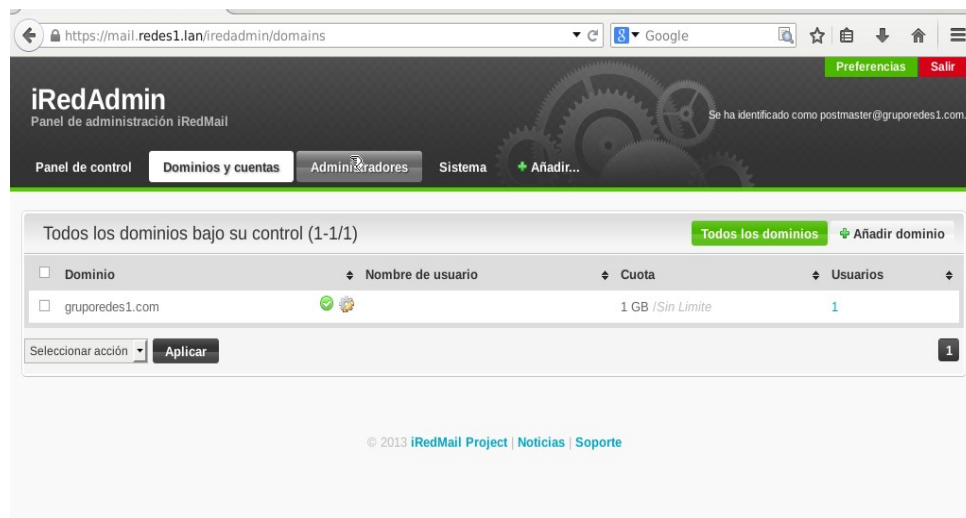 https://mail.redes1.lan/iredadmin/domains
Google
Preferencias Salir
iRedAdmin
Panel de administración iRedMail
Se ha identificado como postmaster@gruporedes1.com.
Panel de control Dominios y cuentas Administradores Sistema Añadir...
Todos los dominios bajo su control (1-1/1) Todos los dominios Añadir dominio
Dominio Nombre de usuario Cuota Usuarios
gruporedes1.com 1 GB /Sin Limite 1
Seleccionar acción Aplicar 1
© 2013 iRedMail Project | Noticias | Soporte